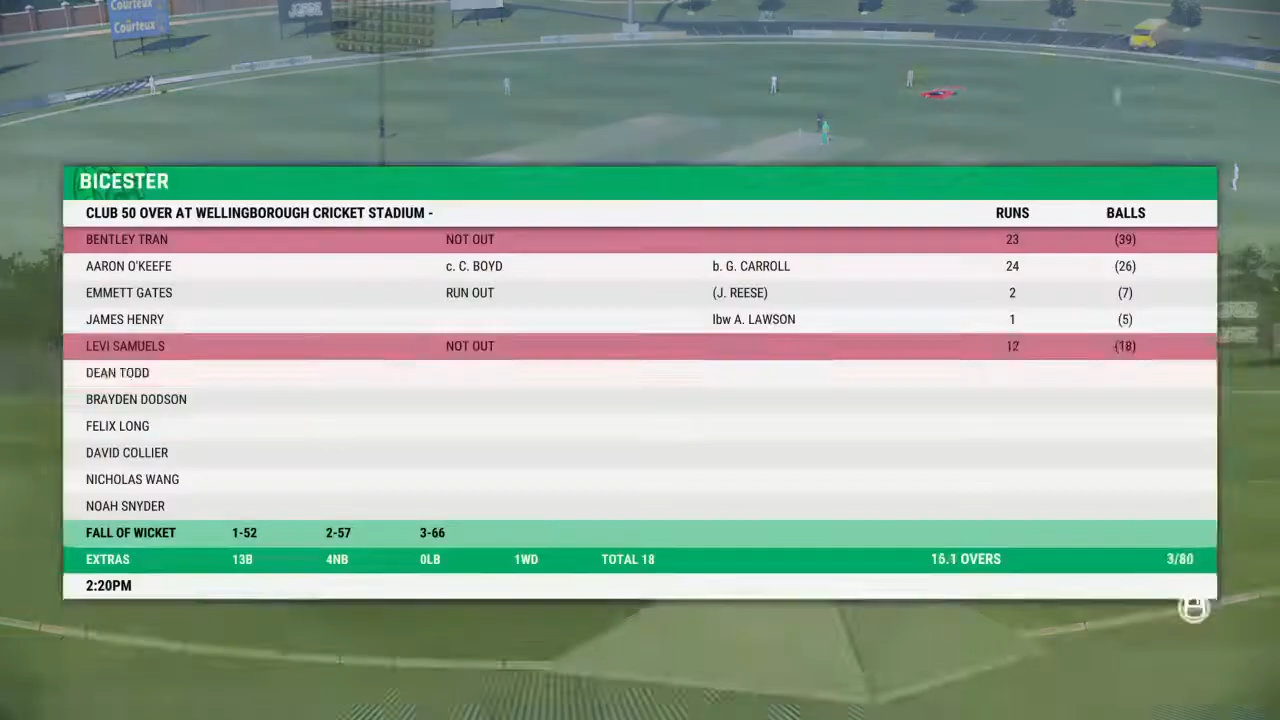 Courteux
Courteux
BICESTER
CLUB 50 OVER AT WELLINGBOROUGH CRICKET STADIUM - RUNS BALLS
BENTLEY TRAN NOT OUT 23 (39)
AARON O'KEEFE c. C. BOYD b. G. CARROLL 24 (26)
EMMETT GATES RUN OUT (J. REESE) 2 (7)
JAMES HENRY lbw A. LAWSON 1 (5)
LEVI SAMUELS NOT OUT 12 (18)
DEAN TODD
BRAYDEN DODSON
FELIX LONG
DAVID COLLIER
NICHOLAS WANG
NOAH SNYDER
FALL OF WICKET 1-52 2-57 3-66
EXTRAS 13B 4NB 0LB 1WD TOTAL 18 OVERS 3/80
2:20PM